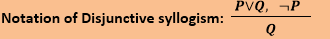 Notation of Disjunctive syllogism: P∨Q, ¬P
Q